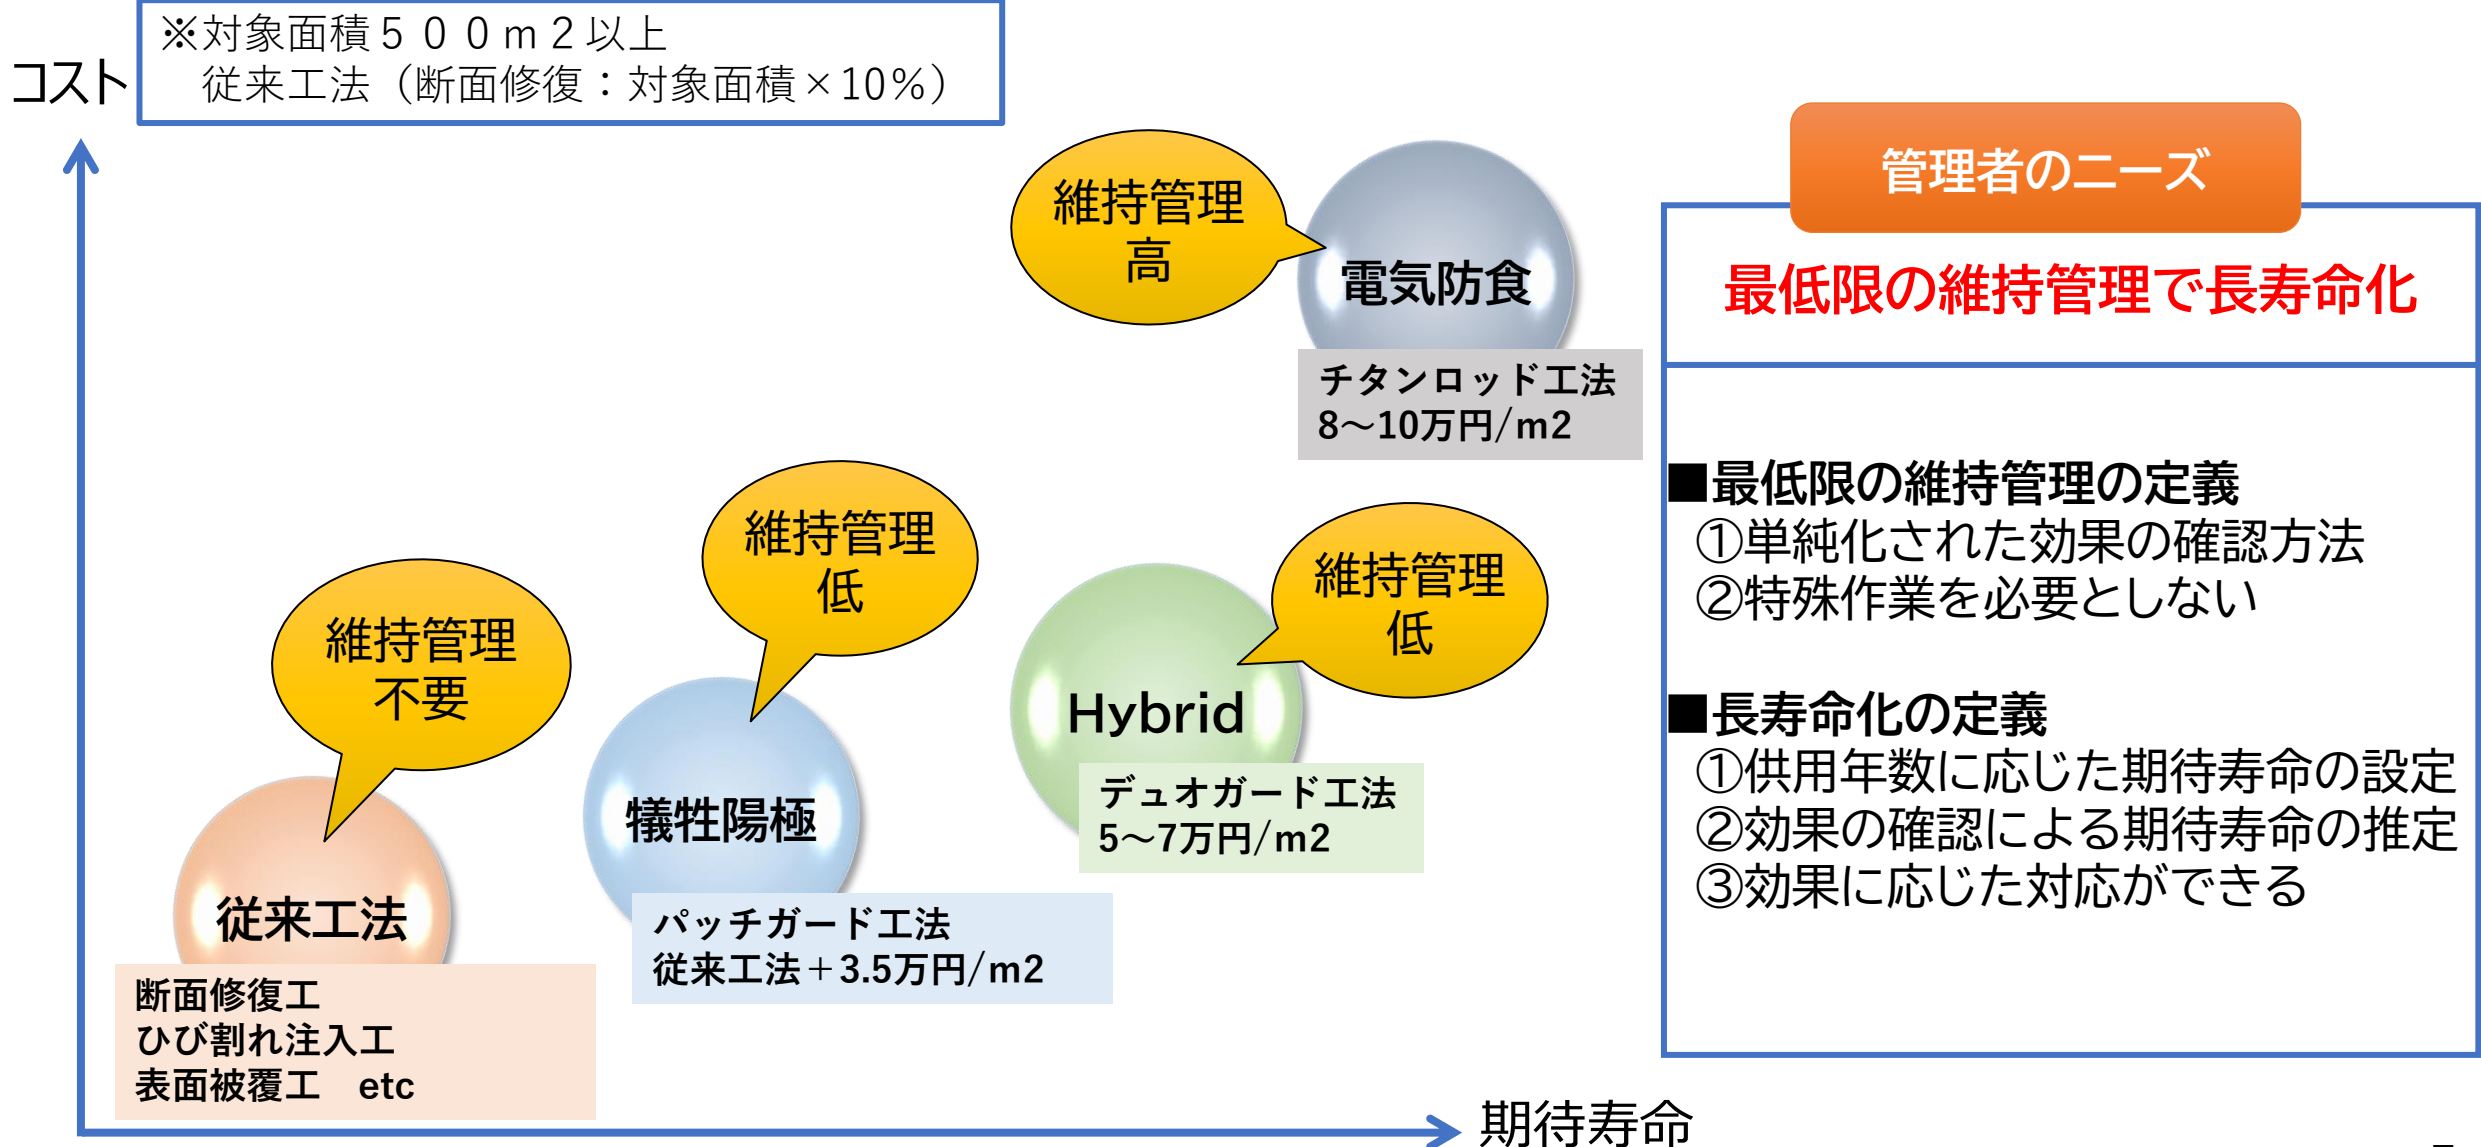 ※対象面積５００ｍ２以上
従来工法（断面修復：対象面積×10％）
コスト
維持管理
高
電気防食
チタンロッド工法
8～10万円/m2
維持管理
低
維持管理
低
Hybrid
デュオガード工法
5～7万円/m2
維持管理
不要
犠牲陽極
パッチガード工法
従来工法＋3.5万円/m2
従来工法
断面修復工
ひび割れ注入工
表面被覆工　etc
期待寿命
管理者のニーズ
最低限の維持管理で長寿命化
■最低限の維持管理の定義
①単純化された効果の確認方法
②特殊作業を必要としない
■長寿命化の定義
①供用年数に応じた期待寿命の設定
②効果の確認による期待寿命の推定
③効果に応じた対応ができる